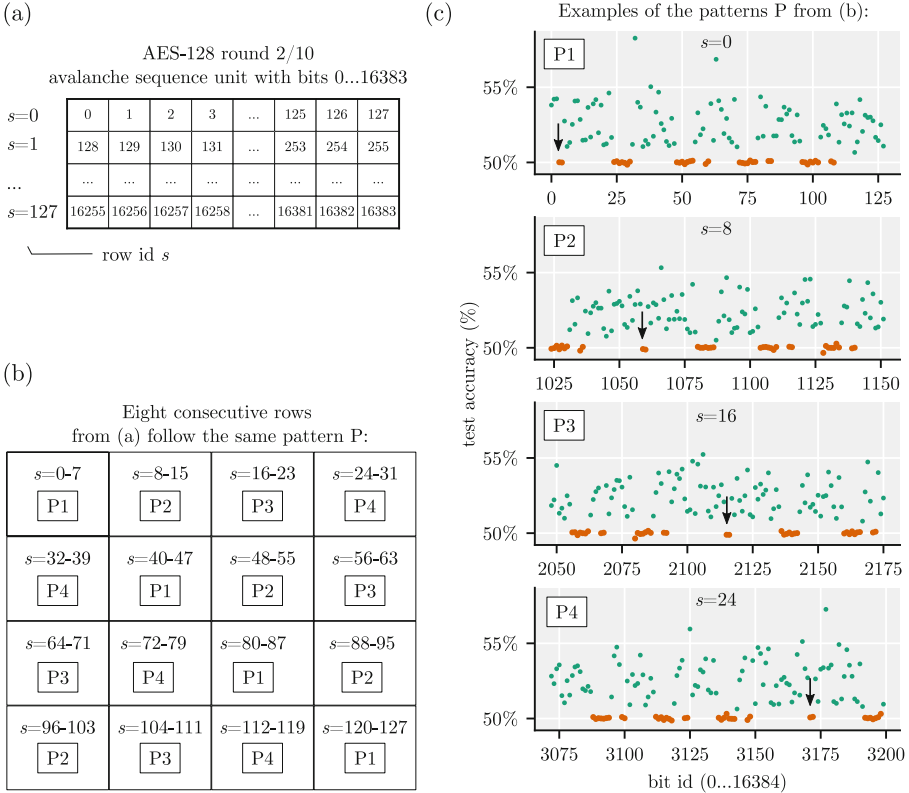 (a)
AES-128 round 2/10
avalanche sequence unit with bits 0...16383
s=0 0 1 2 3 ... 125 126 127
s=1 128 129 130 131 ... 253 254 255
... ... ... ... ... ... ... ...
s=127 16255 16256 16257 16258 ... 16381 16382 16383
row id s
(b)
Eight consecutive rows
from (a) follow the same pattern P:
s=0-7 s=8-15 s=16-23 s=24-31
P1 P2 P3 P4
s=32-39 s=40-47 s=48-55 s=56-63
P4 P1 P2 P3
s=64-71 s=72-79 s=80-87 s=88-95
P3 P4 P1 P2
s=96-103 s=104-111 s=112-119 s=120-127
P2 P3 P4 P1
(c)
Examples of the patterns P from (b):
test accuracy (%)
P1 s=0
55%
50%
0 25 50 75 100 125
P2 s=8
55%
50%
1025 1050 1075 1100 1125 1150
P3 s=16
55%
50%
2050 2075 2100 2125 2150 2175
P4 s=24
55%
50%
3075 3100 3125 3150 3175 3200
bit id (0...16384)